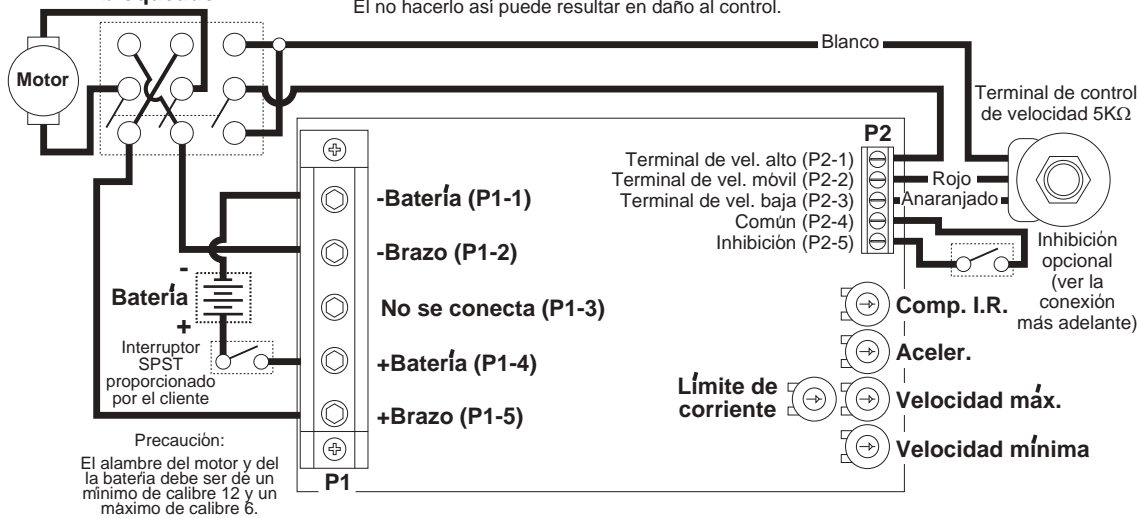 El no hacerlo así puede resultar en daño al control.
Blanco
Motor
Terminal de control
de velocidad 5KΩ
P2
Terminal de vel. alto (P2-1)
Terminal de vel. móvil (P2-2)
Terminal de vel. baja (P2-3)
Común (P2-4)
Inhibición (P2-5)
Rojo
Anaranjado
Inhibición
opcional
(ver la
conexión
más adelante)
-Batería (P1-1)
-Brazo (P1-2)
No se conecta (P1-3)
+Batería (P1-4)
+Brazo (P1-5)
-
Batería
+
Interruptor
SPST
proporcionado
por el cliente
Comp. I.R.
Aceler.
Límite de
corriente
Velocidad máx.
Velocidad mínima
Precaución:
El alambre del motor y del
la batería debe ser de un
mínimo de calibre 12 y un
máximo de calibre 6.
P1